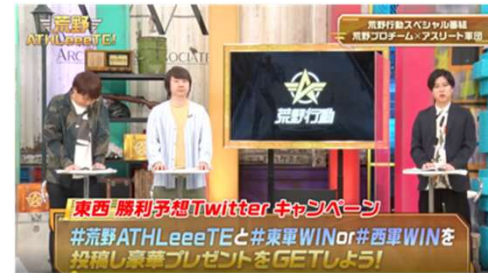 荒野
ATHLeeeTE!
荒野行動スペシャル番組
荒野プロチーム×アスリート軍団
荒野行動
東西 勝利予想Twitter キャンペーン
#荒野ATHLeeeTEと#東軍WINor#西軍WINを
投稿し豪華プレゼントをGETしよう!